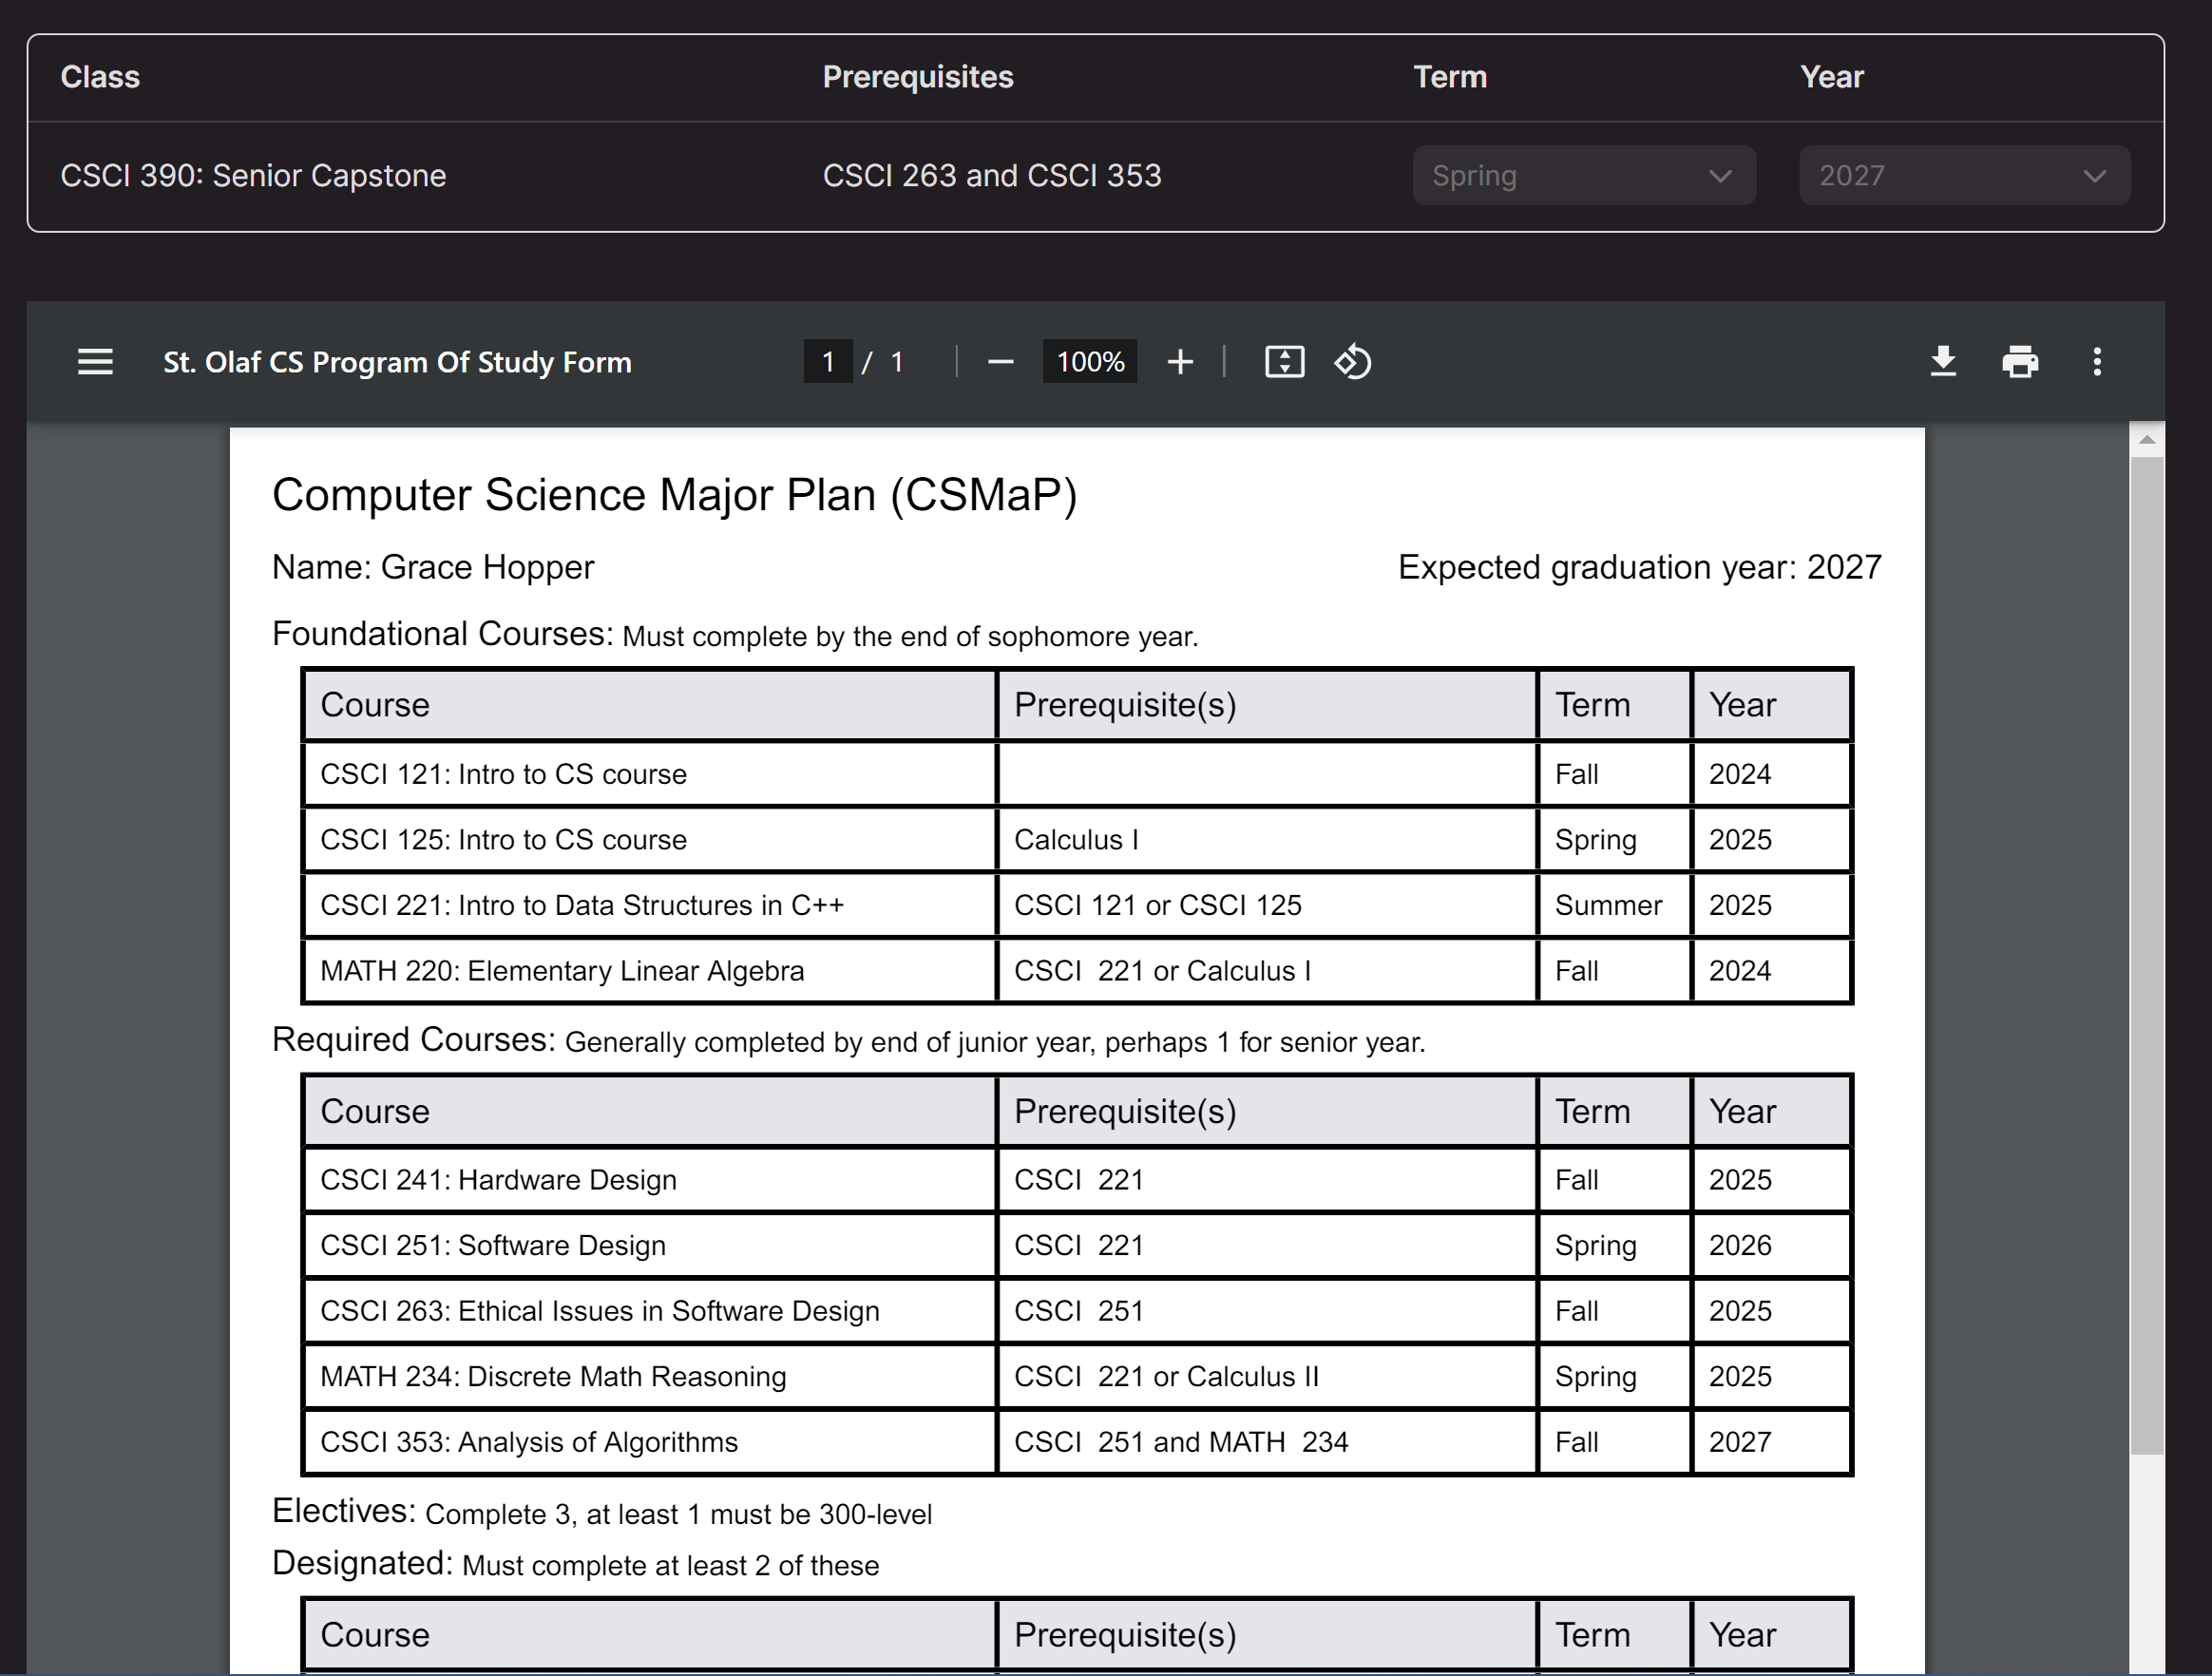 Class Prerequisites Term Year
CSCI 390: Senior Capstone CSCI 263 and CSCI 353 Spring 2027
St. Olaf CS Program Of Study Form 1 / 1 100%
Computer Science Major Plan (CSMaP)
Name: Grace Hopper Expected graduation year: 2027
Foundational Courses: Must complete by the end of sophomore year.
Course Prerequisite(s) Term Year
CSCI 121: Intro to CS course Fall 2024
CSCI 125: Intro to CS course Calculus I Spring 2025
CSCI 221: Intro to Data Structures in C++ CSCI 121 or CSCI 125 Summer 2025
MATH 220: Elementary Linear Algebra CSCI 221 or Calculus I Fall 2024
Required Courses: Generally completed by end of junior year, perhaps 1 for senior year.
Course Prerequisite(s) Term Year
CSCI 241: Hardware Design CSCI 221 Fall 2025
CSCI 251: Software Design CSCI 221 Spring 2026
CSCI 263: Ethical Issues in Software Design CSCI 251 Fall 2025
MATH 234: Discrete Math Reasoning CSCI 221 or Calculus II Spring 2025
CSCI 353: Analysis of Algorithms CSCI 251 and MATH 234 Fall 2027
Electives: Complete 3, at least 1 must be 300-level
Designated: Must complete at least 2 of these
Course Prerequisite(s) Term Year